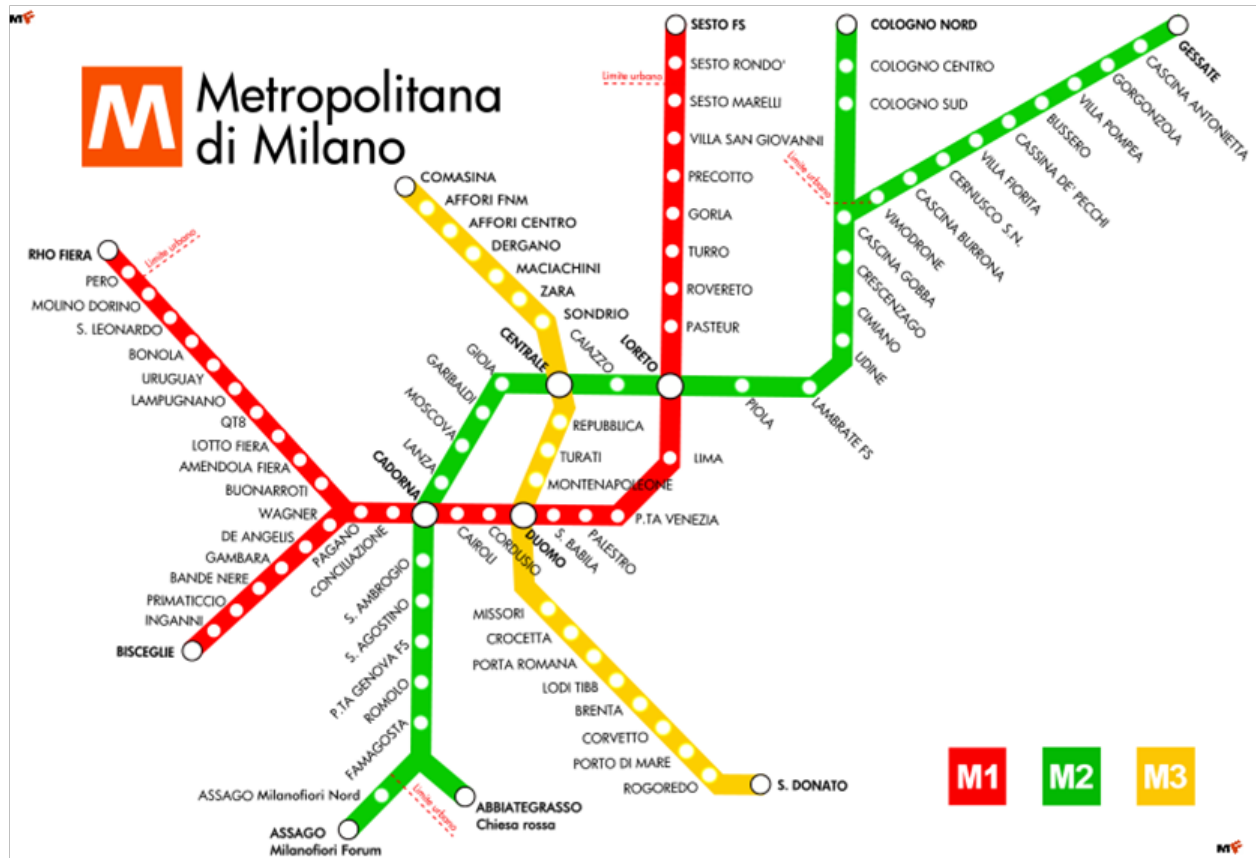 MF
M
Metropolitana
di Milano
SESTO FS
SESTO RONDO'
Limite urbano
SESTO MARELLI
VILLA SAN GIOVANNI
PRECOTTO
GORLA
TURRO
ROVERETO
PASTEUR
LORETO
COLOGNO NORD
COLOGNO CENTRO
COLOGNO SUD
GESSATE
CASCINA ANTONIETTA
GORGONZOLA
VILLA POMPEA
BUSSERO
CASSINA DE' PECCHI
VILLA FIORITA
CERNUSCO S.N.
CASCINA BURRONA
VIMODRONE
Limite urbano
CASCINA GOBBA
CRESCENZAGO
CIMIANO
UDINE
LAMBRATE FS
PIOLA
COMASINA
AFFORI FNM
AFFORI CENTRO
DERGANO
MACIACHINI
ZARA
SONDRIO
CENTRALE
CAIAZZO
GIOIA
GARIBALDI
MOSCOVA
LANZA
CADORNA
REPUBBLICA
TURATI
MONTENAPOLEONE
LIMA
P.TA VENEZIA
PALESTRO
S. BABILA
DUOMO
CORDUSIO
CAIROLI
CONCILIAZIONE
PAGANO
RHO FIERA
Limite urbano
PERO
MOLINO DORINO
S. LEONARDO
BONOLA
URUGUAY
LAMPUGNANO
QT8
LOTTO FIERA
AMENDOLA FIERA
BUONARROTI
WAGNER
DE ANGELIS
GAMBARA
BANDE NERE
PRIMATICCIO
INGANNI
BISCEGLIE
S. AMBROGIO
S. AGOSTINO
P.TA GENOVA FS
ROMOLO
FAMAGOSTA
ASSAGO Milanofiori Nord
Limite urbano
ASSAGO
Milanofiori Forum
ABBIATEGRASSO
Chiesa rossa
MISSORI
CROCETTA
PORTA ROMANA
LODI TIBB
BRENTA
CORVETTO
PORTO DI MARE
ROGOREDO
S. DONATO
M1
M2
M3
MF